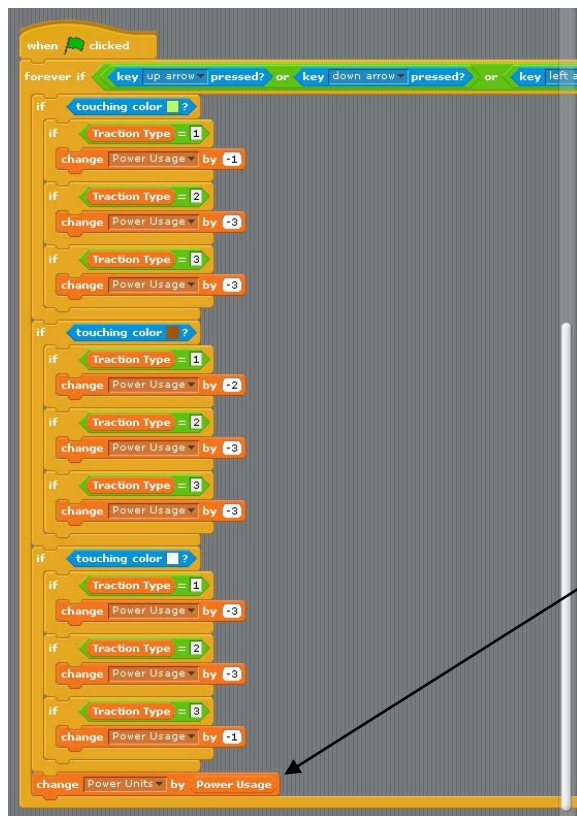 when clicked
forever if key up arrow pressed? or key down arrow pressed? or key left a
if touching color ?
if Traction Type = 1
change Power Usage by -1
if Traction Type = 2
change Power Usage by -3
if Traction Type = 3
change Power Usage by -3
if touching color ?
if Traction Type = 1
change Power Usage by -2
if Traction Type = 2
change Power Usage by -3
if Traction Type = 3
change Power Usage by -3
if touching color ?
if Traction Type = 1
change Power Usage by -3
if Traction Type = 2
change Power Usage by -3
if Traction Type = 3
change Power Usage by -1
change Power Units by Power Usage